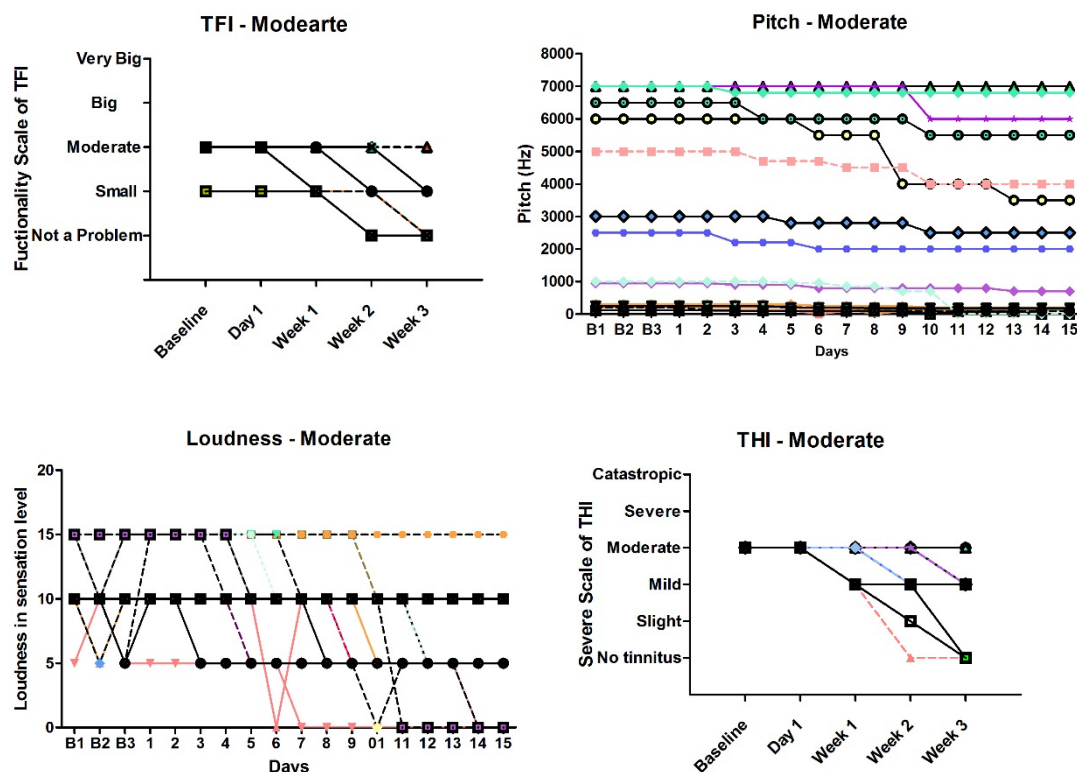 TFI - Modearte
Fuctionality Scale of TFI
Very Big
Big
Moderate
Small
Not a Problem
Baseline
Day 1
Week 1
Week 2
Week 3
Pitch - Moderate
Pitch (Hz)
8000
7000
6000
5000
4000
3000
2000
1000
0
B1 B2 B3 1 2 3 4 5 6 7 8 9 10 11 12 13 14 15
Days
Loudness - Moderate
Loudness in sensation level
20
15
10
5
0
B1 B2 B3 1 2 3 4 5 6 7 8 9 01 11 12 13 14 15
Days
THI - Moderate
Severe Scale of THI
Catastropic
Severe
Moderate
Mild
Slight
No tinnitus
Baseline
Day 1
Week 1
Week 2
Week 3